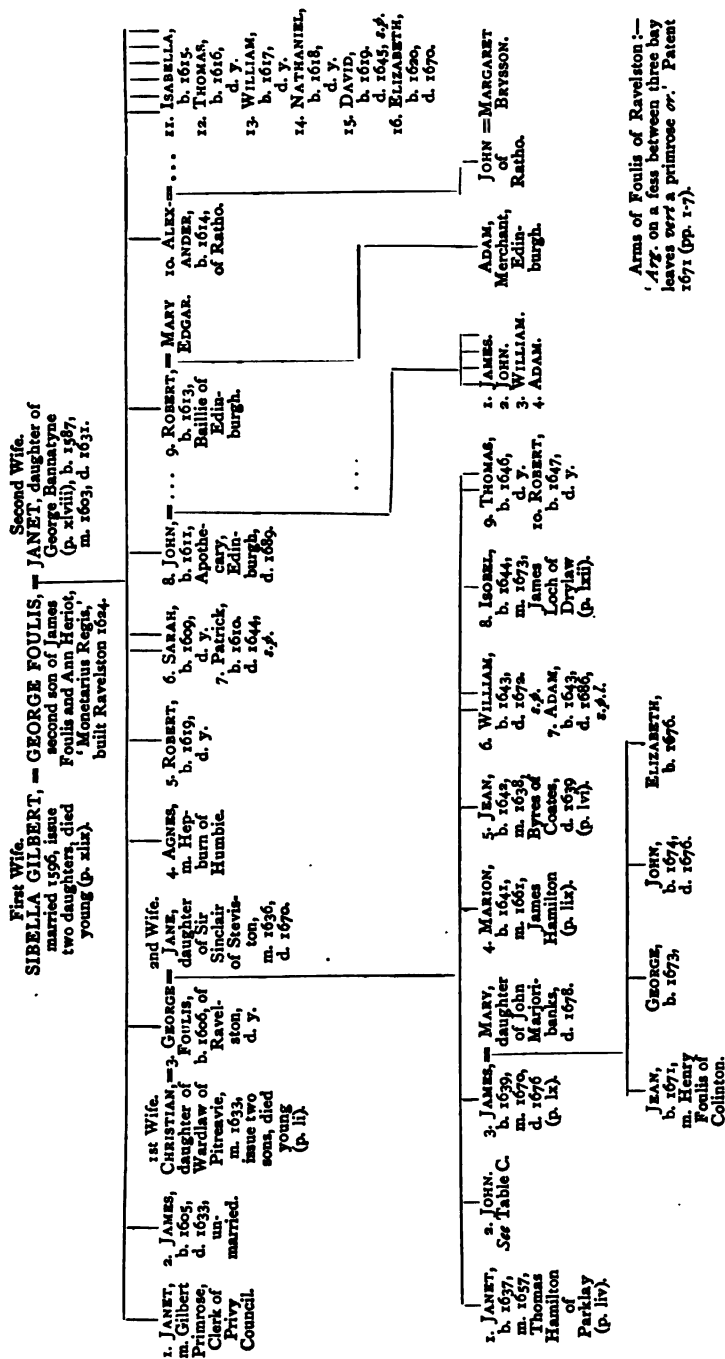 First Wife.
SIBELLA GILBERT,
married 1596, issue
two daughters, died
young (p. xlix).
= GEORGE FOULIS, =
second son of James
Foulis and Ann Heriot,
‘Monetarius Regis,’
built Ravelston 1624.
Second Wife.
JANET, daughter of
George Bannatyne
(p. xlviii), b. 1587,
m. 1603, d. 1631.
1. JANET,
m. Gilbert
Primrose,
Clerk of
Privy
Council.
2. JAMES,
b. 1605,
d. 1633,
un-
married.
1st Wife.
CHRISTIAN,
daughter of
Wardlaw of
Pitreavie,
m. 1633,
issue two
sons, died
young
(p. li).
=3. GEORGE =
FOULIS,
b. 1606, of
Ravel-
ston,
d. y.
2nd Wife.
JANE,
daughter
of Sir
Sinclair
of Stevis-
ton,
m. 1636,
d. 1670.
4. AGNES,
m. Hep-
burn of
Humbie.
5. ROBERT,
b. 1619,
d. y.
6. SARAH,
b. 1609,
d. y.
7. Patrick,
b. 1610.
d. 1644,
s.p.
8. JOHN, = ...
b. 1611,
Apothe-
cary,
Edin-
burgh,
d. 1689.
9. ROBERT, = MARY
EDGAR.
b. 1613,
Baillie of
Edin-
burgh.
10. ALEX- = ...
ANDER,
b. 1614,
of Ratho.
11. ISABELLA,
b. 1615.
12. THOMAS,
b. 1616,
d. y.
13. WILLIAM,
b. 1617,
d. y.
14. NATHANIEL,
b. 1618,
d. y.
15. DAVID,
b. 1619.
d. 1645, s.p.
16. ELIZABETH,
b. 1620,
d. 1670.
1. JANET,
b. 1637,
m. 1657,
Thomas
Hamilton
of
Parklay
(p. liv).
2. JOHN.
See Table C.
3. JAMES, =
b. 1639,
m. 1670,
d. 1676
(p. lx).
MARY,
daughter
of John
Marjori-
banks,
d. 1678.
4. MARION,
b. 1641,
m. 1661,
James
Hamilton
(p. lix).
5. JEAN,
b. 1642,
m. 1638,
Byres of
Coates,
d. 1639
(p. lvi).
6. WILLIAM,
b. 1643,
d. 1672.
s.p.
7. ADAM,
b. 1643,
d. 1686,
s.p.l.
8. ISOBEL,
b. 1644,
m. 1673,
James
Loch of
Drylaw
(p. lxii).
9. THOMAS,
b. 1646,
d. y.
10. ROBERT,
b. 1647,
d. y.
...
1. JAMES.
2. JOHN.
3. WILLIAM.
4. ADAM.
ADAM,
Merchant,
Edin-
burgh.
JOHN = MARGARET
of
Ratho.
BRYSSON.
JEAN,
b. 1671,
m. Henry
Foulis of
Colinton.
GEORGE,
b. 1673,
JOHN,
b. 1674,
d. 1676.
ELIZABETH,
b. 1676.
Arms of Foulis of Ravelston :—
‘Arg. on a fess between three bay
leaves vert a primrose or.’ Patent
1671 (pp. 1-7).